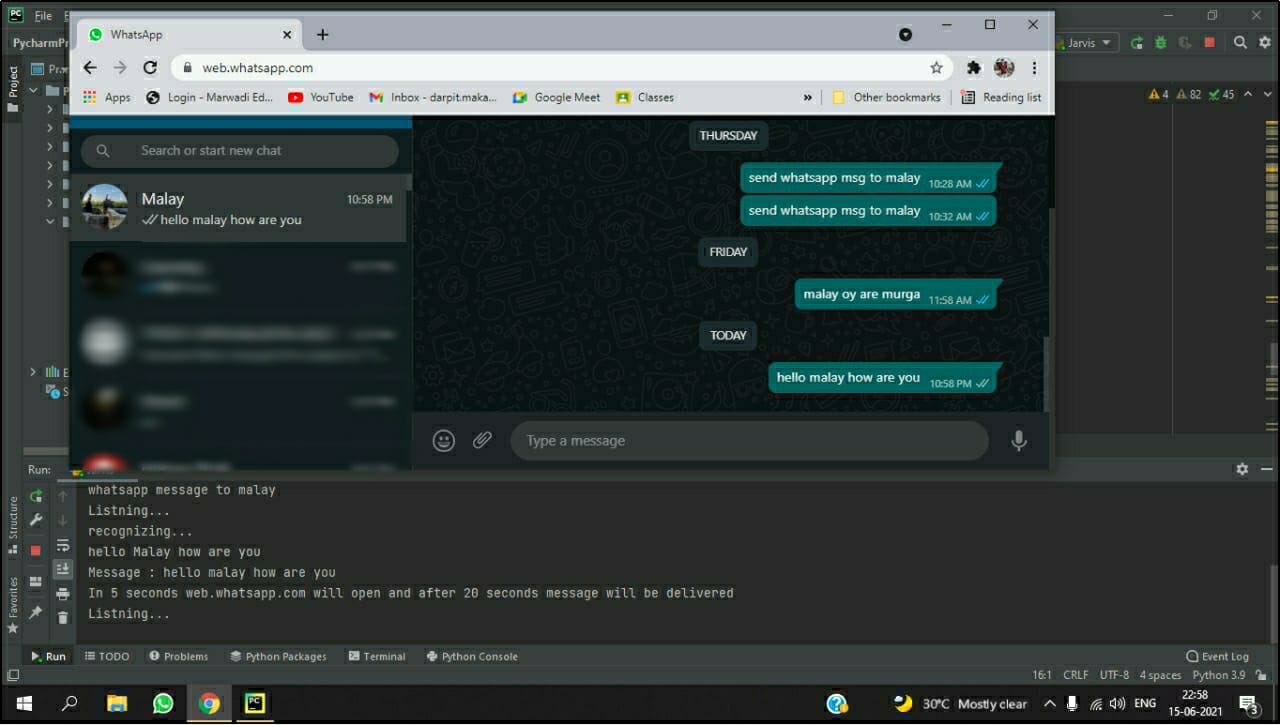 File
WhatsApp
PycharmPr
Jarvis
web.whatsapp.com
Project
Apps
Login - Marwadi Ed...
YouTube
Inbox - darpit.maka...
Google Meet
Classes
»
Other bookmarks
Reading list
4
82
45
Search or start new chat
THURSDAY
Malay
10:58 PM
hello malay how are you
send whatsapp msg to malay 10:28 AM
send whatsapp msg to malay 10:32 AM
FRIDAY
malay oy are murga 11:58 AM
TODAY
hello malay how are you 10:58 PM
Type a message
Run:
whatsapp message to malay
Listning...
recognizing...
hello Malay how are you
Message : hello malay how are you
In 5 seconds web.whatsapp.com will open and after 20 seconds message will be delivered
Listning...
Structure
Favorites
Run
TODO
Problems
Python Packages
Terminal
Python Console
Event Log
16:1 CRLF UTF-8 4 spaces Python 3.9
30°C Mostly clear
ENG
22:58
15-06-2021
3